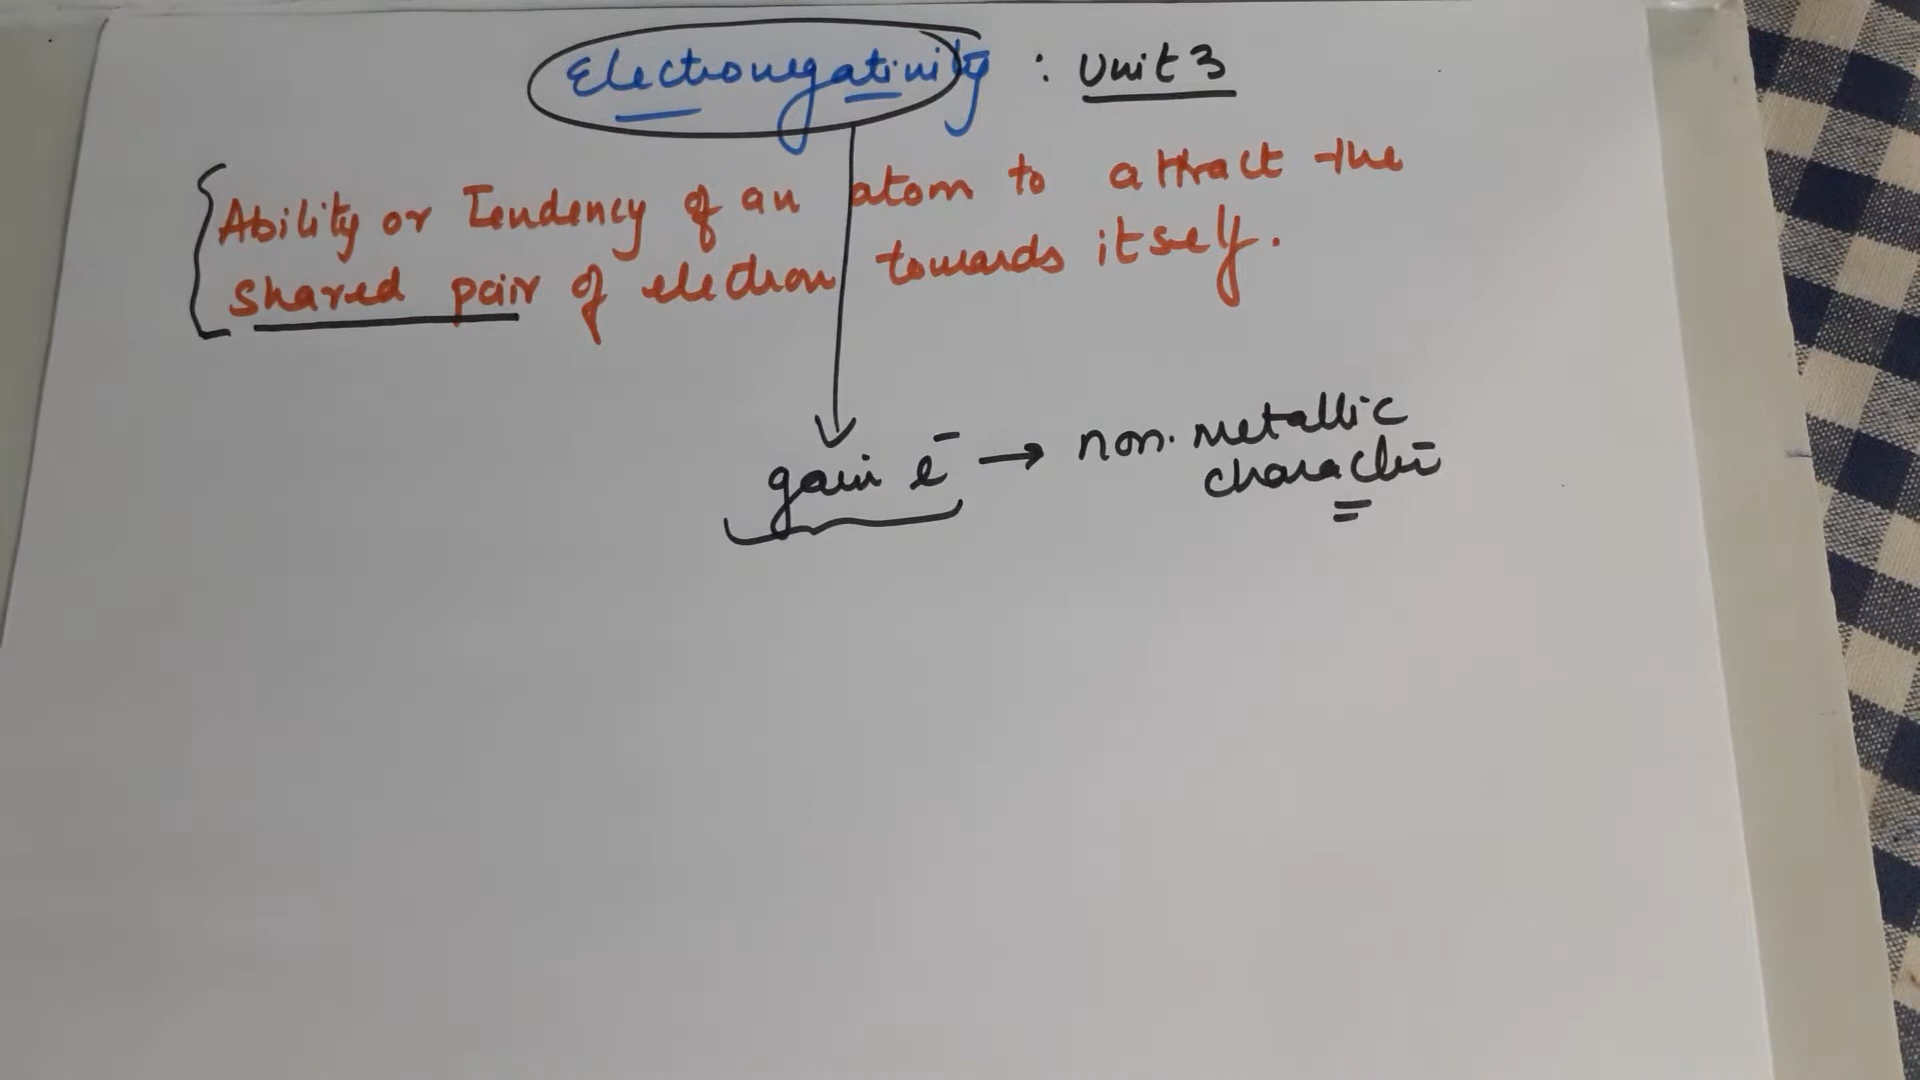 Electronegativity : Unit 3
Ability or Tendency of an atom to attract the
shared pair of electron towards itself.
gain e⁻ → non-metallic
character